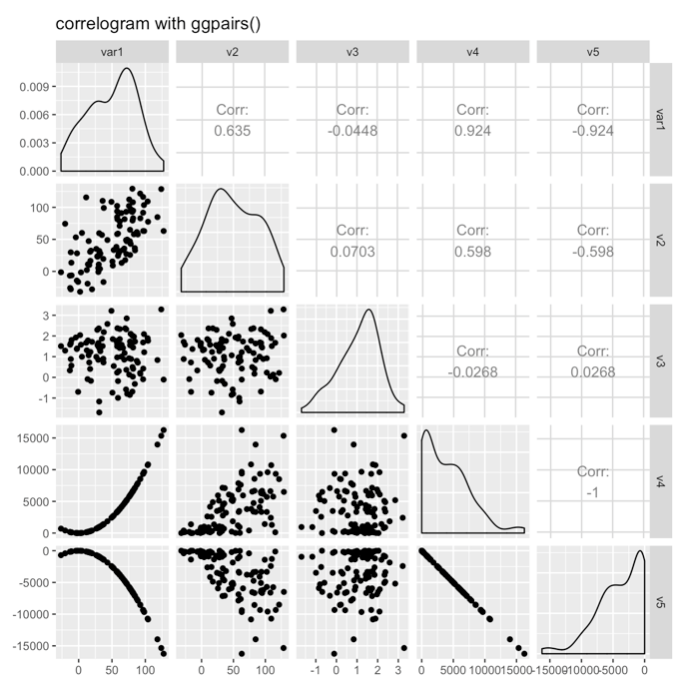 correlogram with ggpairs()
var1 v2 v3 v4 v5
0.009
0.006
0.003
0.000
Corr:
0.635
Corr:
-0.0448
Corr:
0.924
Corr:
-0.924
var1
100
50
0
Corr:
0.0703
Corr:
0.598
Corr:
-0.598
v2
3
2
1
0
-1
Corr:
-0.0268
Corr:
0.0268
v3
15000
10000
5000
0
Corr:
-1
v4
0
-5000
-10000
-15000
v5
0 50 100 0 50 100 -1 0 1 2 3 0 5000 10000 15000 -15000 -10000 -5000 0